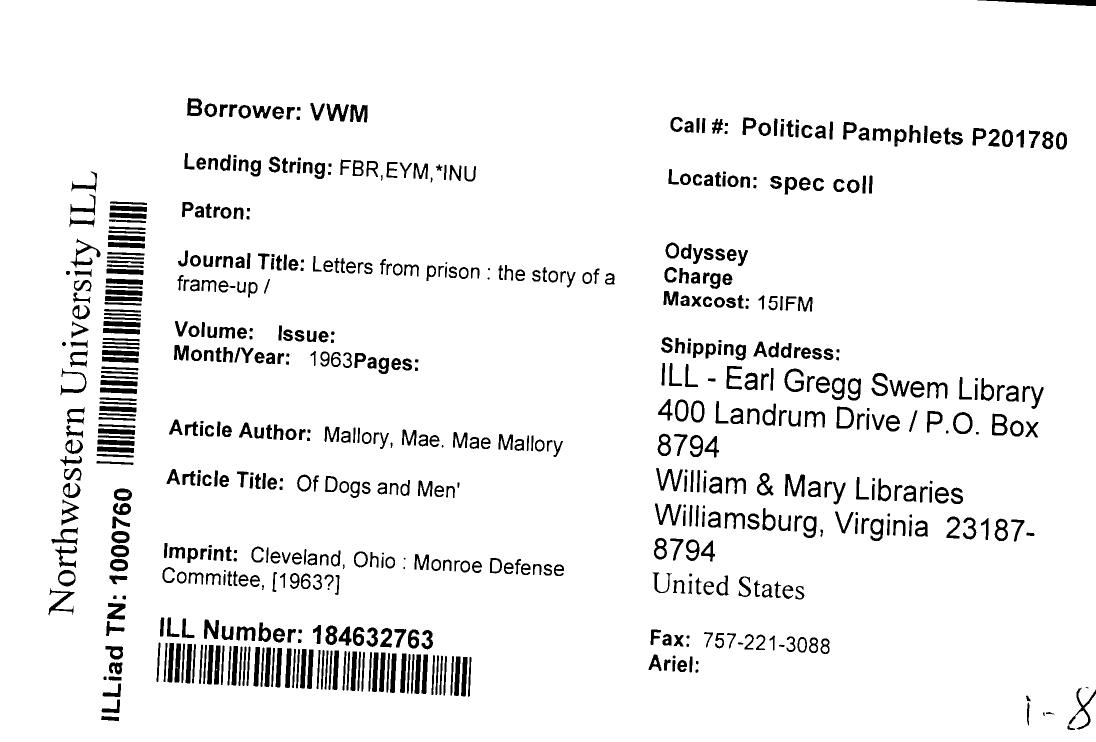 Northwestern University ILL
ILLiad TN: 1000760
Borrower: VWM
Lending String: FBR,EYM,*INU
Patron:
Journal Title: Letters from prison : the story of a
frame-up /
Volume: Issue:
Month/Year: 1963Pages:
Article Author: Mallory, Mae. Mae Mallory
Article Title: Of Dogs and Men'
Imprint: Cleveland, Ohio : Monroe Defense
Committee, [1963?]
ILL Number: 184632763
Call #: Political Pamphlets P201780
Location: spec coll
Odyssey
Charge
Maxcost: 15IFM
Shipping Address:
ILL - Earl Gregg Swem Library
400 Landrum Drive / P.O. Box
8794
William & Mary Libraries
Williamsburg, Virginia 23187-
8794
United States
Fax: 757-221-3088
Ariel:
i-8